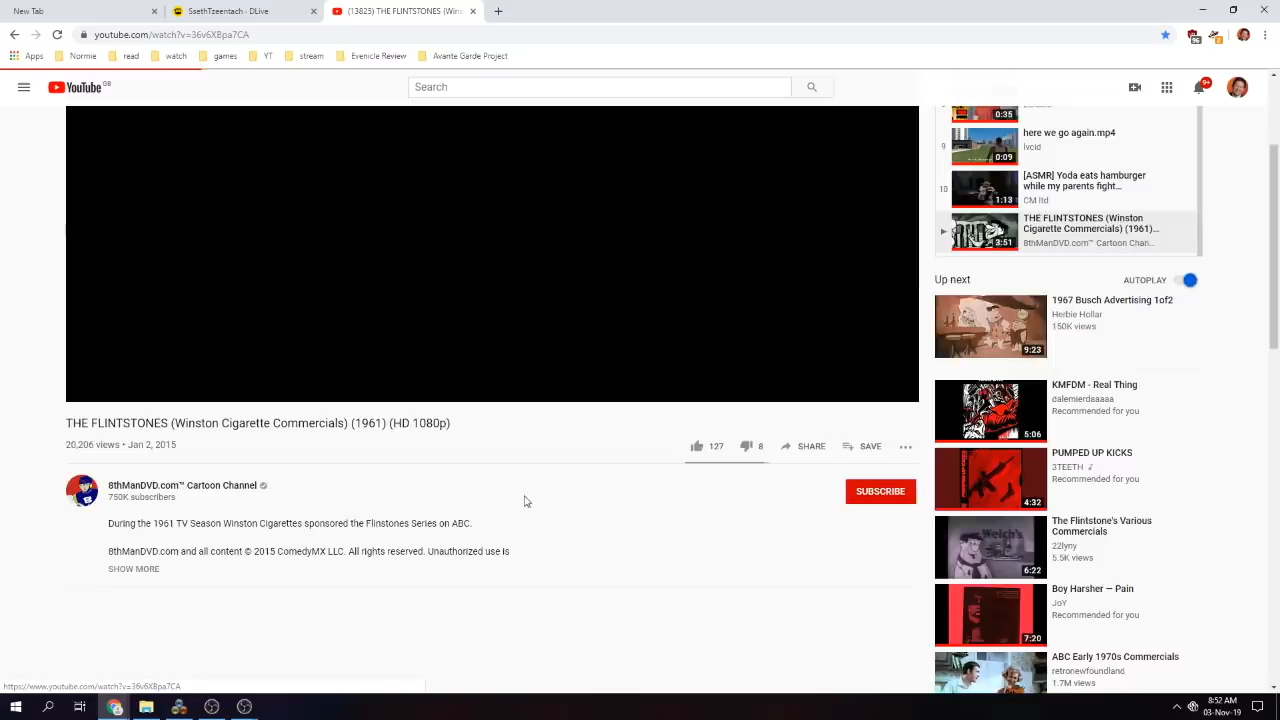 New Tab
SsethTzeentach - DLive
(13825) THE FLINTSTONES (Wins
youtube.com/watch?v=36v6XBpa7CA
96
2
Apps
Norme
read
watch
games
YT
stream
Evenicle Review
Avante Garde Project
YouTube GB
Search
9+
0:35
9
here we go again.mp4
lvcid
0:09
10
[ASMR] Yoda eats hamburger
while my parents fight...
CM ltd
1:13
THE FLINTSTONES (Winston
Cigarette Commercials) (1961)...
8thManDVD.com™ Cartoon Chan...
3:51
Up next
AUTOPLAY
1967 Busch Advertising 1of2
Herbie Hollar
150K views
9:23
KMFDM - Real Thing
dalemierdaaaaa
Recommended for you
5:06
THE FLINTSTONES (Winston Cigarette Commercials) (1961) (HD 1080p)
20,206 views • Jan 2, 2015
127
8
SHARE
SAVE
PUMPED UP KICKS
3TEETH
Recommended for you
4:32
8thManDVD.com™ Cartoon Channel
750K subscribers
SUBSCRIBE
During the 1961 TV Season Winston Cigarettes sponsored the Flinstones Series on ABC.
8thManDVD.com and all content © 2015 ComedyMX LLC. All rights reserved. Unauthorized use is
SHOW MORE
The Flintstone's Various
Commercials
22lyny
5.5K views
Welch's
6:22
Boy Harsher — Pain
JoY
Recommended for you
7:20
ABC Early 1970s Commercials
retronewfoundland
1.7M views
https://www.youtube.com/watch?v=36v6XBpa7CA
8:52 AM
03-Nov-19